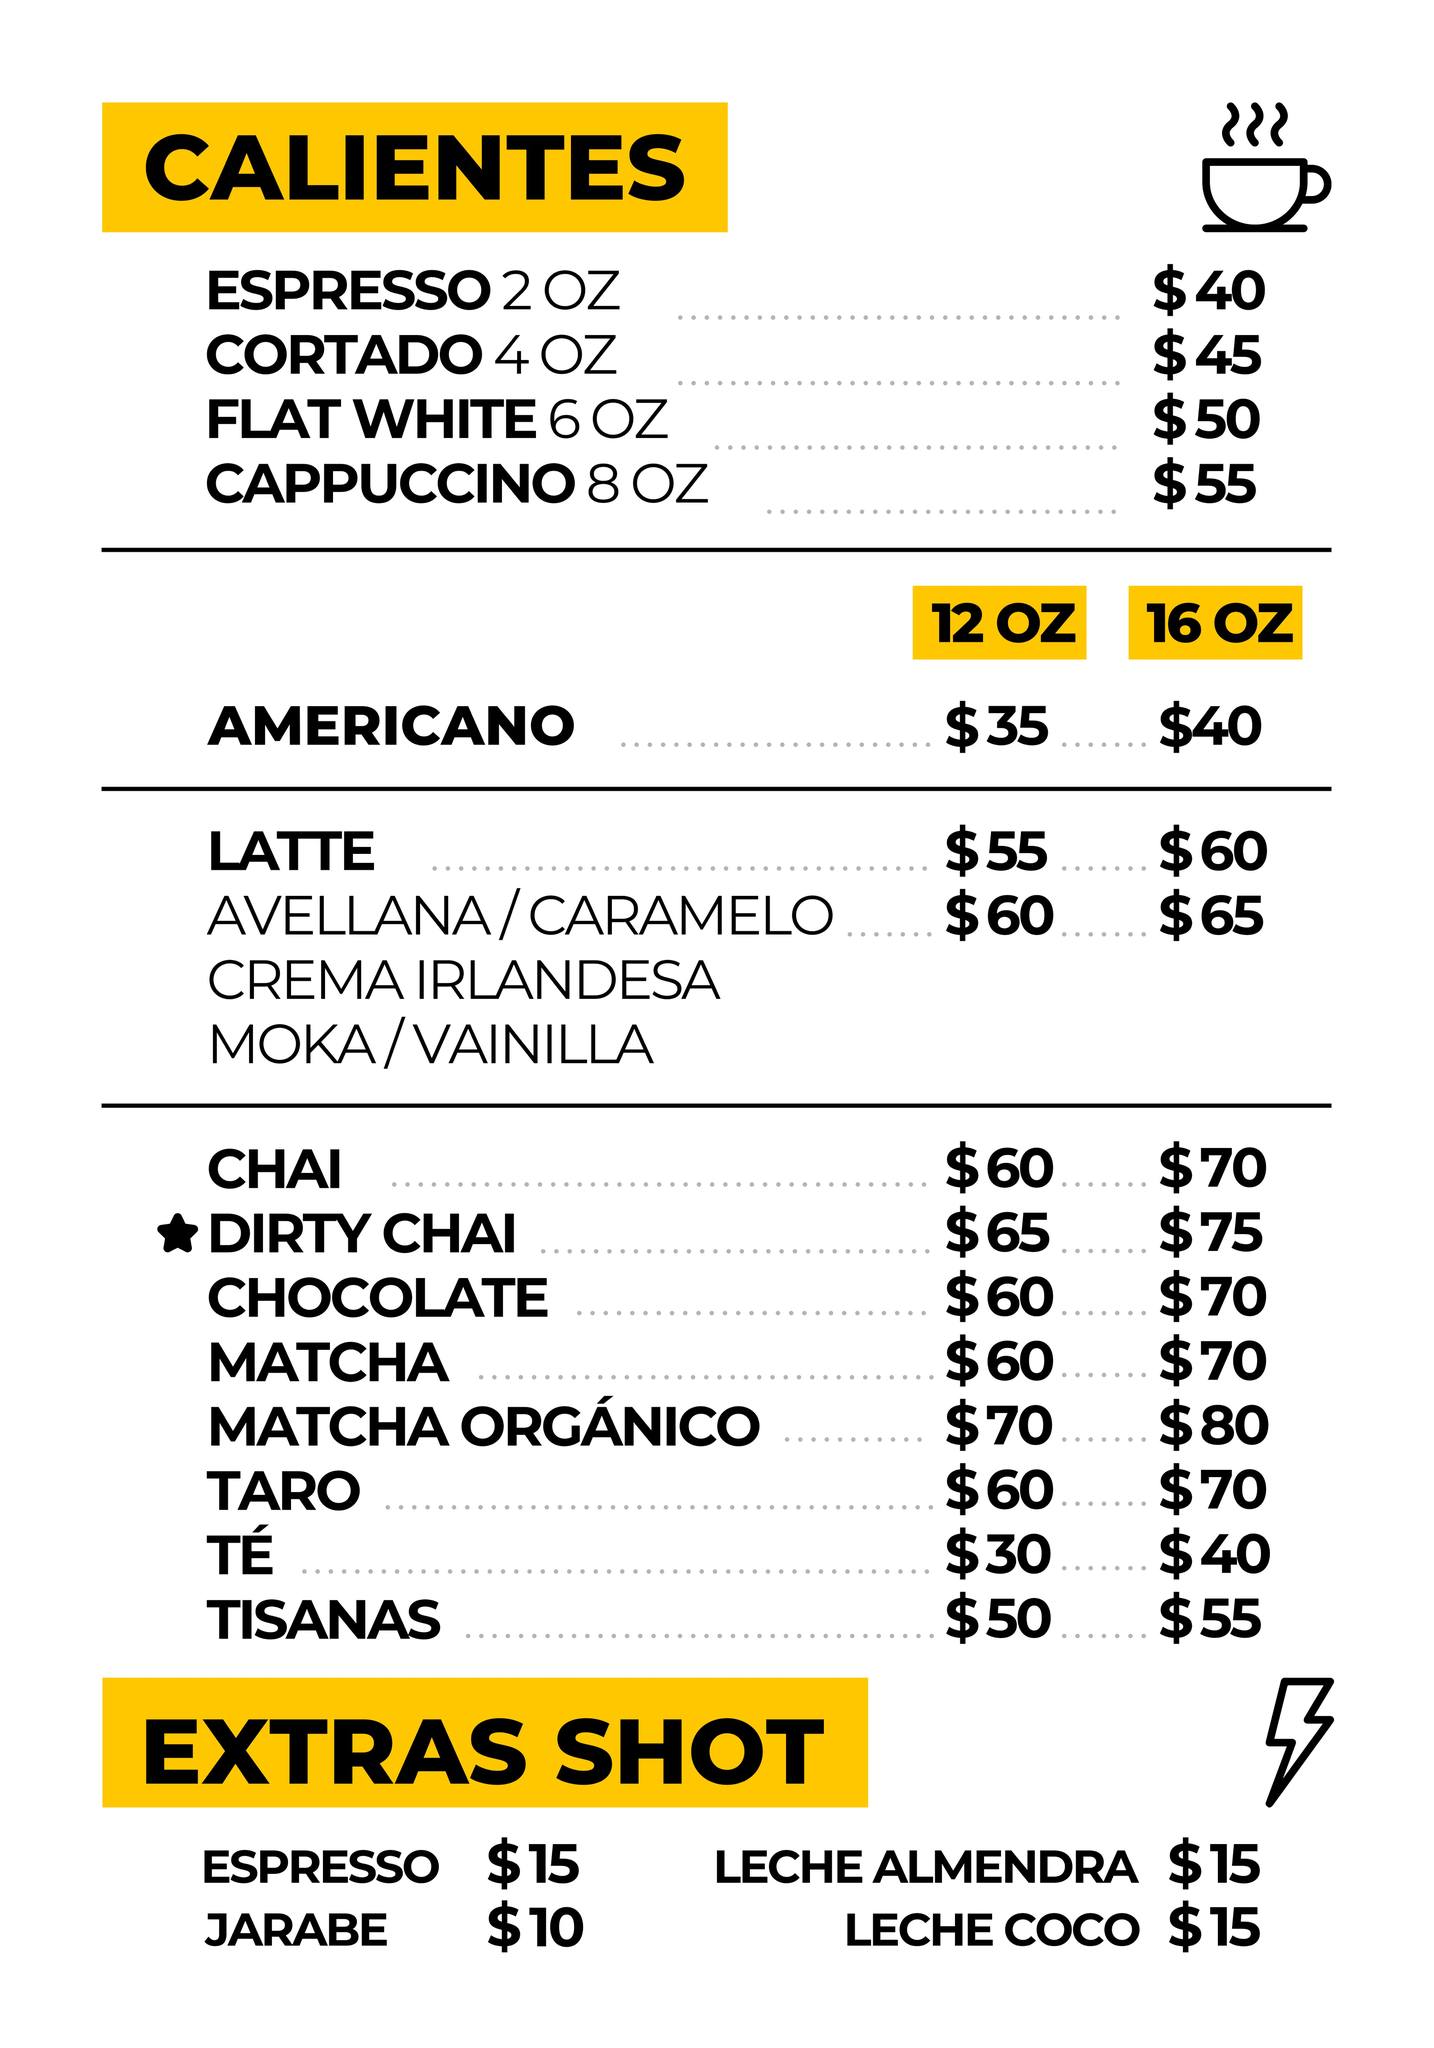 CALIENTES
ESPRESSO 2 OZ $ 40
CORTADO 4 OZ $ 45
FLAT WHITE 6 OZ $ 50
CAPPUCCINO 8 OZ $ 55
12 OZ 16 OZ
AMERICANO $ 35 $40
LATTE $ 55 $ 60
AVELLANA / CARAMELO $ 60 $ 65
CREMA IRLANDESA
MOKA / VAINILLA
CHAI $ 60 $ 70
DIRTY CHAI $ 65 $ 75
CHOCOLATE $ 60 $ 70
MATCHA $ 60 $ 70
MATCHA ORGÁNICO $ 70 $ 80
TARO $ 60 $ 70
TÉ $ 30 $ 40
TISANAS $ 50 $ 55
EXTRAS SHOT
ESPRESSO $ 15 LECHE ALMENDRA $ 15
JARABE $ 10 LECHE COCO $ 15